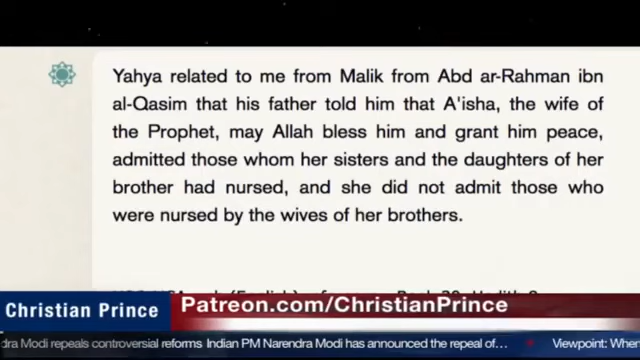 Yahya related to me from Malik from Abd ar-Rahman ibn
al-Qasim that his father told him that A'isha, the wife of
the Prophet, may Allah bless him and grant him peace,
admitted those whom her sisters and the daughters of her
brother had nursed, and she did not admit those who
were nursed by the wives of her brothers.
Christian Prince
Patreon.com/ChristianPrince
dra Modi repeals controversial reforms Indian PM Narendra Modi has announced the repeal of…
Viewpoint: Wher